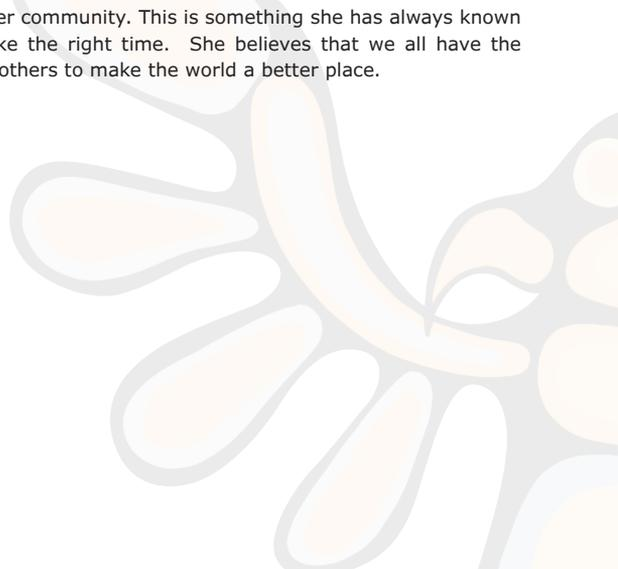 er community. This is something she has always known
ke the right time. She believes that we all have the
others to make the world a better place.